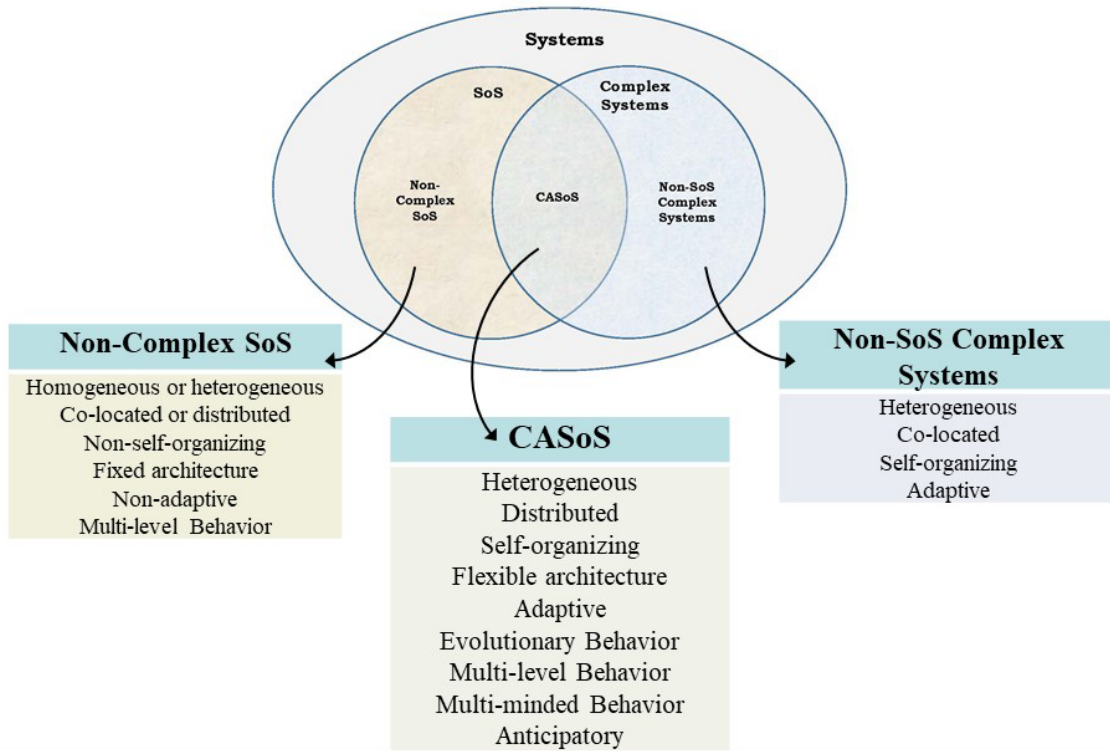 Systems
SoS
Complex
Systems
Non-
Complex
SoS
CASoS
Non-SoS
Complex
Systems
Non-Complex SoS
Homogeneous or heterogeneous
Co-located or distributed
Non-self-organizing
Fixed architecture
Non-adaptive
Multi-level Behavior
CASoS
Heterogeneous
Distributed
Self-organizing
Flexible architecture
Adaptive
Evolutionary Behavior
Multi-level Behavior
Multi-minded Behavior
Anticipatory
Non-SoS Complex
Systems
Heterogeneous
Co-located
Self-organizing
Adaptive